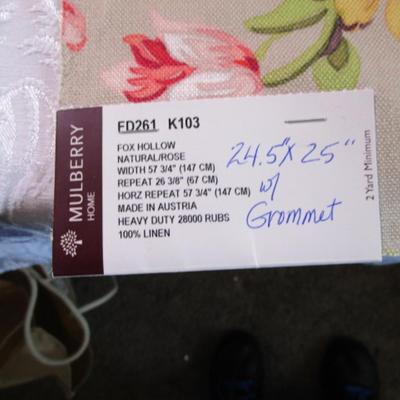 MULBERRY
HOME
FD261 K103
FOX HOLLOW
NATURAL/ROSE
WIDTH 57 3/4" (147 CM)
REPEAT 26 3/8" (67 CM)
HORZ REPEAT 57 3/4" (147 CM)
MADE IN AUSTRIA
HEAVY DUTY 28000 RUBS
100% LINEN
24.5" X 25"
w/
Grommet
2 Yard Minimum